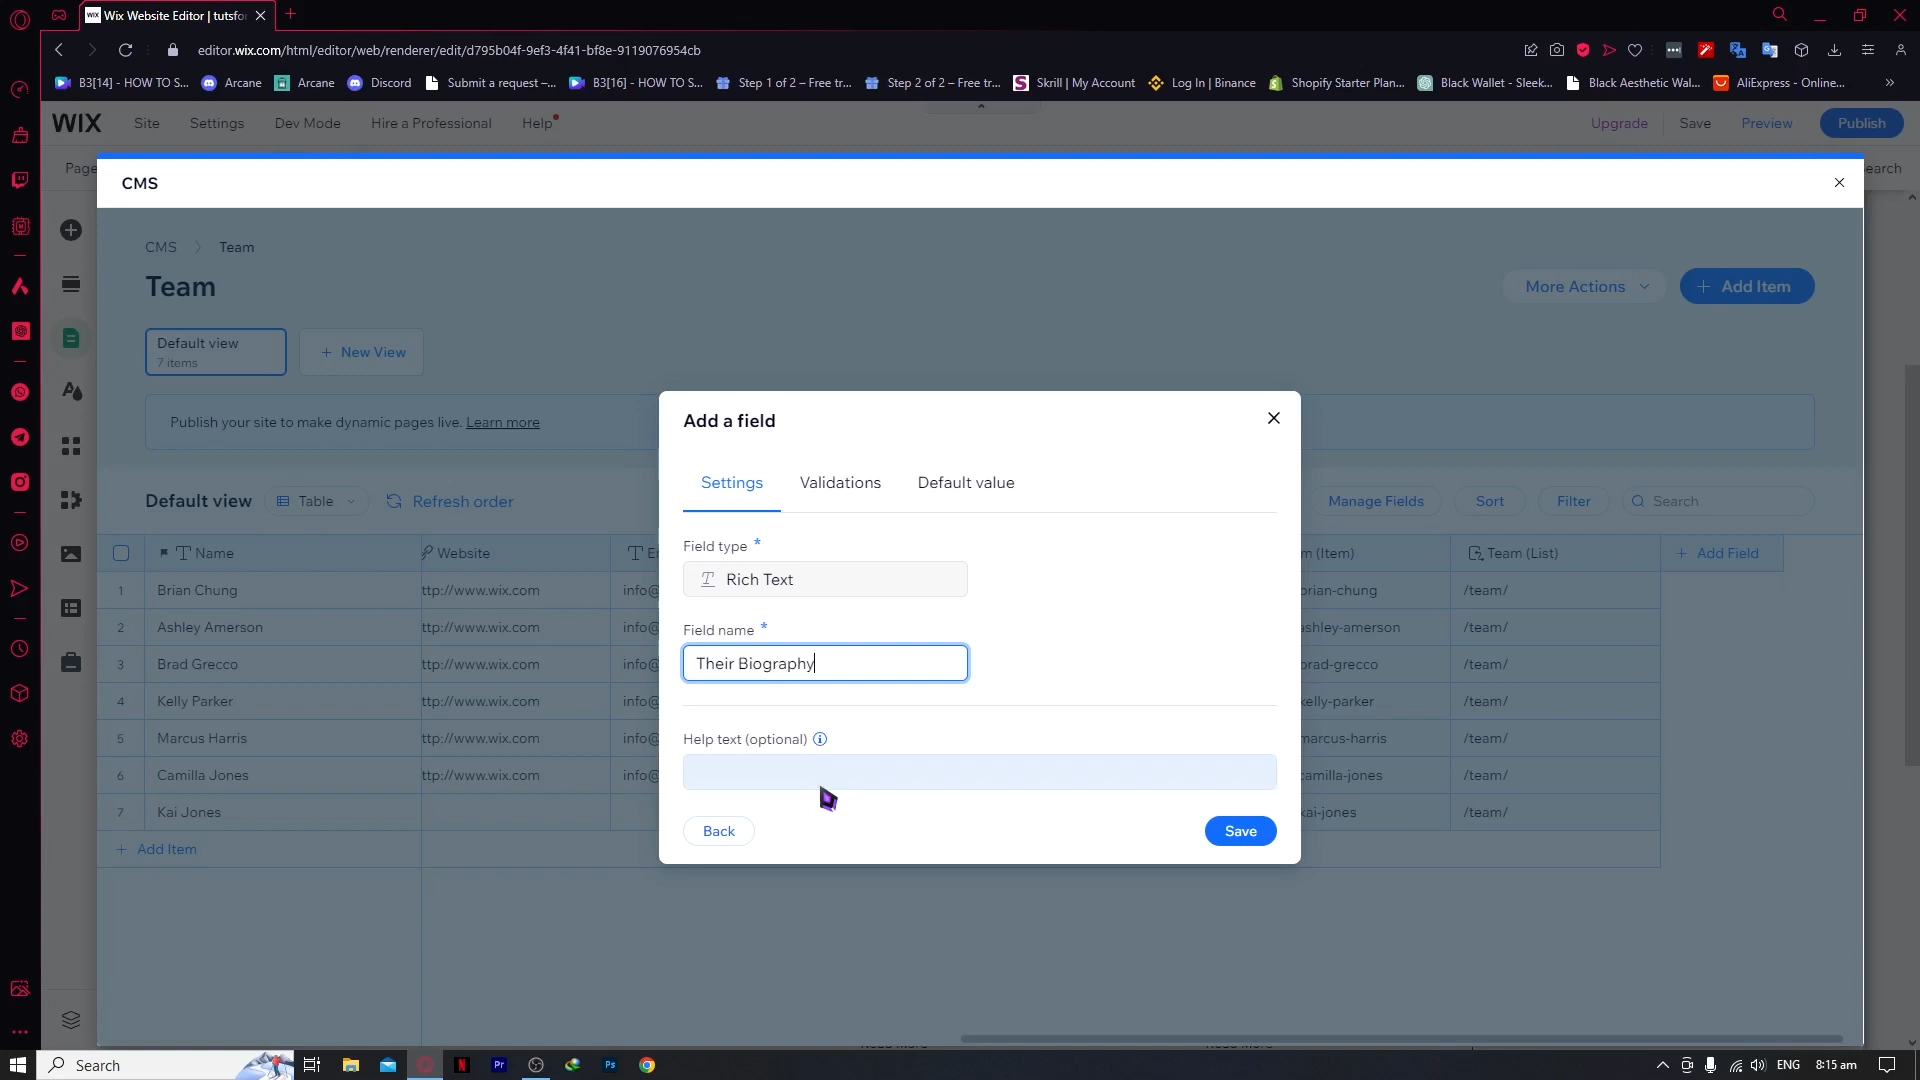 Wix Website Editor | tutsfo
editor.wix.com/html/editor/web/renderer/edit/d795b04f-9ef3-4f41-bf8e-9119076954cb
B3[14] - HOW TO S... Arcane Arcane Discord Submit a request –... B3[16] - HOW TO S... Step 1 of 2 – Free tr... Step 2 of 2 – Free tr... Skrill | My Account Log In | Binance Shopify Starter Plan... Black Wallet - Sleek... Black Aesthetic Wal... AliExpress - Online... »
WIX Site Settings Dev Mode Hire a Professional Help Upgrade Save Preview Publish
Page earch
CMS
CMS > Team
Team
More Actions + Add Item
Default view
7 items
+ New View
Publish your site to make dynamic pages live. Learn more
Default view Table Refresh order Manage Fields Sort Filter Search
Name Website E m (Item) Team (List) + Add Field
1 Brian Chung ttp://www.wix.com info@ orian-chung /team/
2 Ashley Amerson ttp://www.wix.com info@ ashley-amerson /team/
3 Brad Grecco ttp://www.wix.com info@ orad-grecco /team/
4 Kelly Parker ttp://www.wix.com info@ kelly-parker /team/
5 Marcus Harris ttp://www.wix.com info@ marcus-harris /team/
6 Camilla Jones ttp://www.wix.com info@ camilla-jones /team/
7 Kai Jones kai-jones /team/
+ Add Item
Add a field
Settings Validations Default value
Field type *
Rich Text
Field name *
Their Biography
Help text (optional)
Back Save
Search
ENG 8:15 am